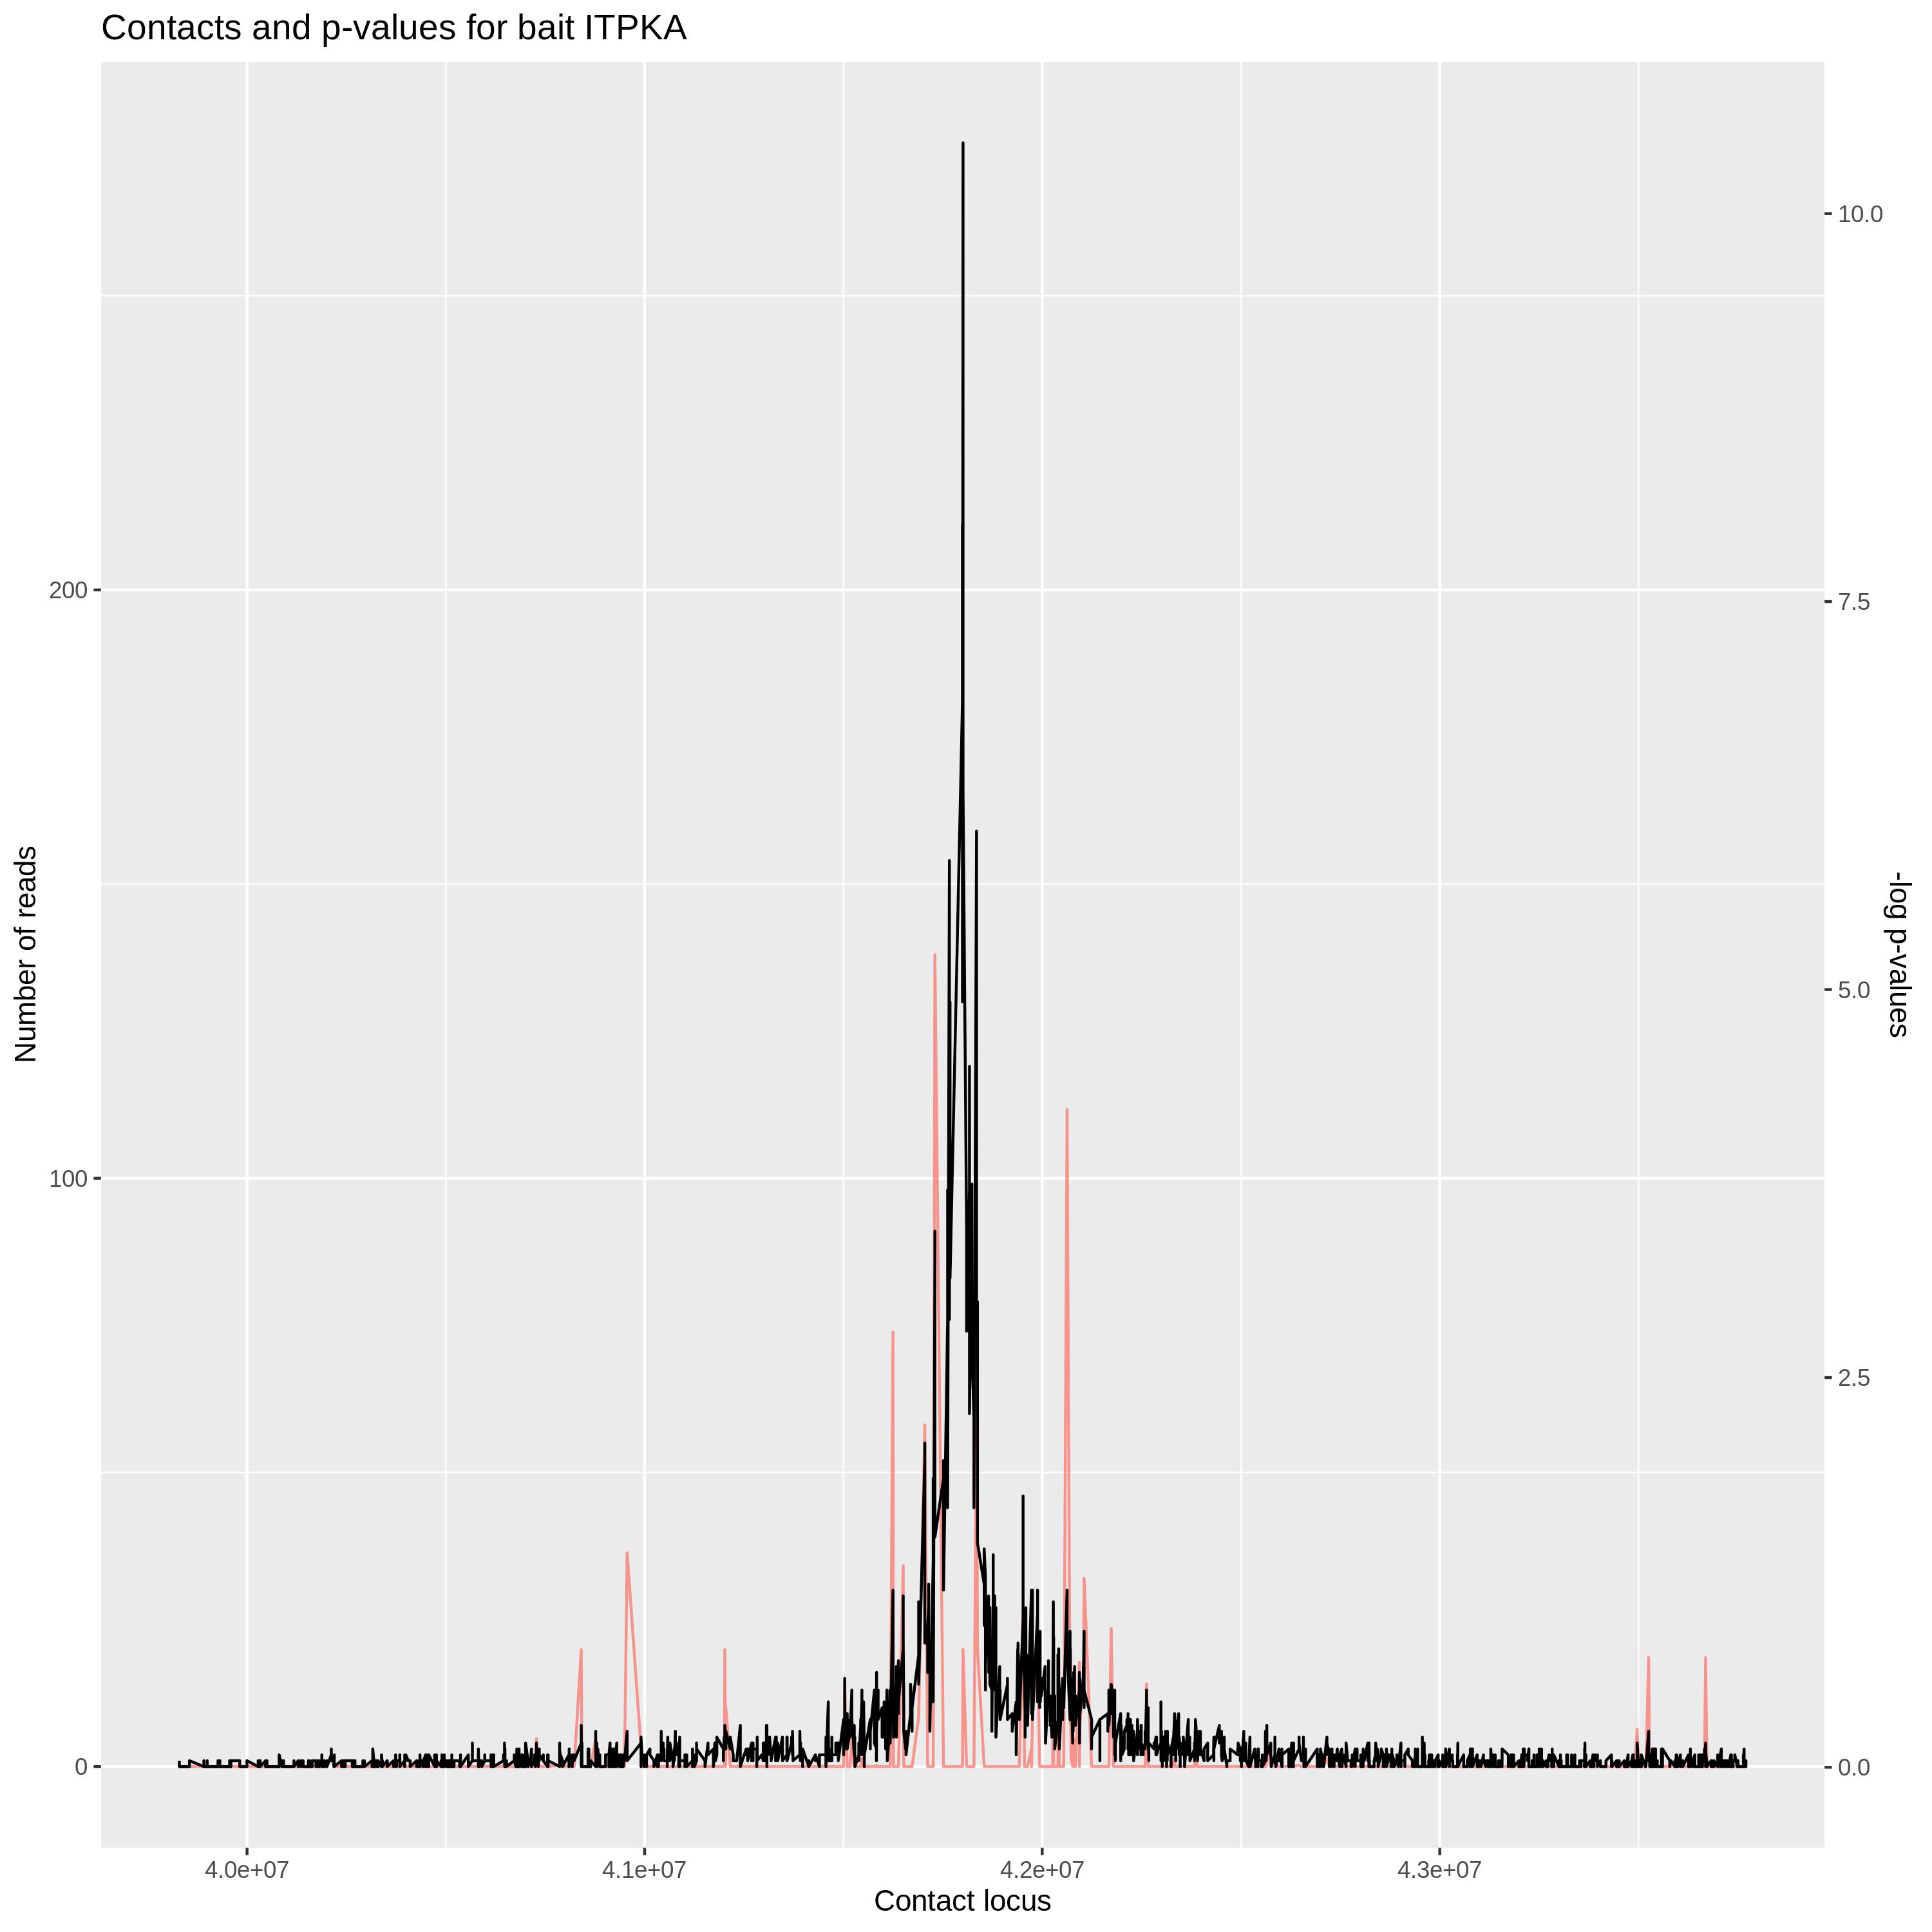 Contacts and p-values for bait ITPKA
Number of reads
200
100
0
10.0
7.5
5.0
2.5
0.0
-log p-values
4.0e+07
4.1e+07
4.2e+07
4.3e+07
Contact locus